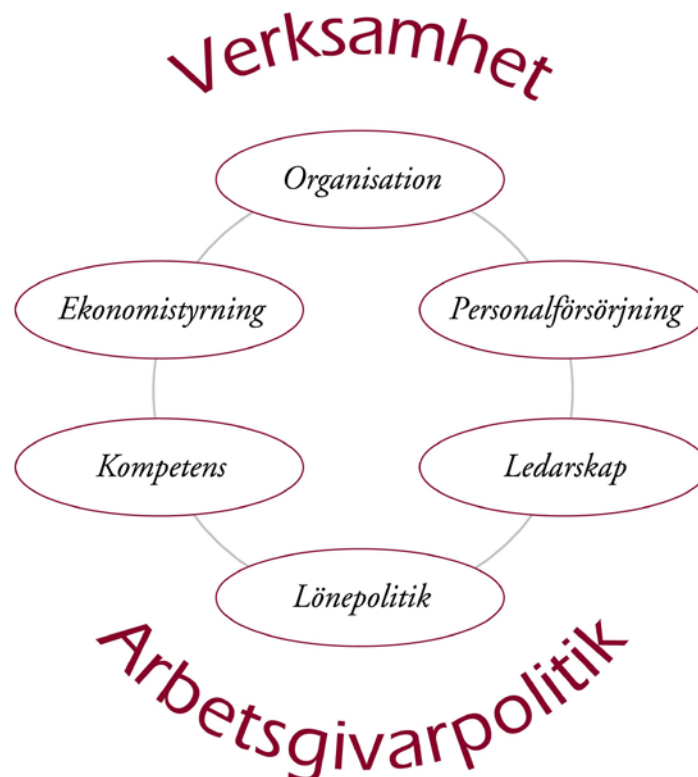 Verksamhet
Organisation
Ekonomistyrning
Personalförsörjning
Kompetens
Ledarskap
Lönepolitik
Arbetsgivarpolitik